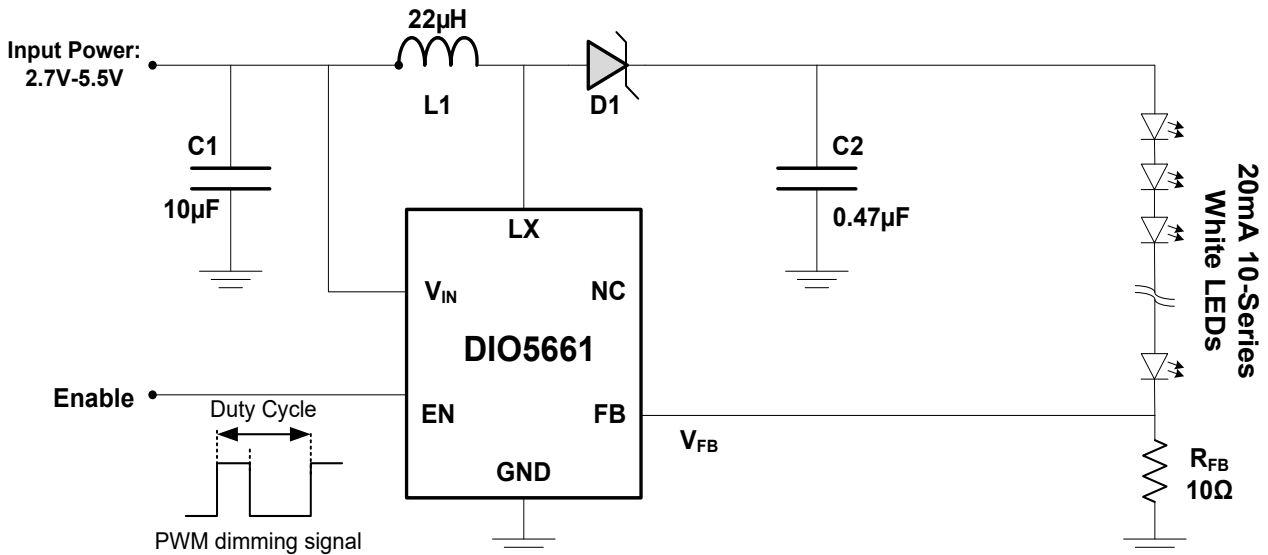 22µH
Input Power:
2.7V-5.5V
L1
D1
C1
10µF
C2
0.47µF
20mA 10-Series
White LEDs
LX
VIN
NC
DIO5661
Enable
EN
FB
VFB
GND
Duty Cycle
PWM dimming signal
RFB
10Ω